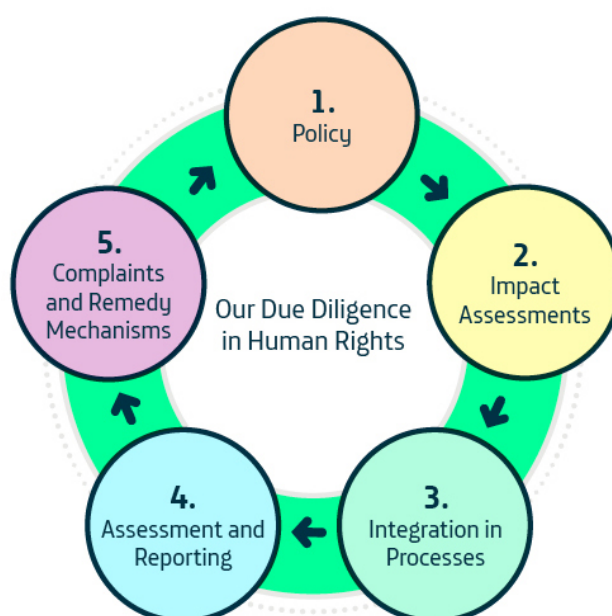 1.
Policy
2.
Impact
Assessments
3.
Integration in
Processes
4.
Assessment and
Reporting
5.
Complaints
and Remedy
Mechanisms
Our Due Diligence
in Human Rights